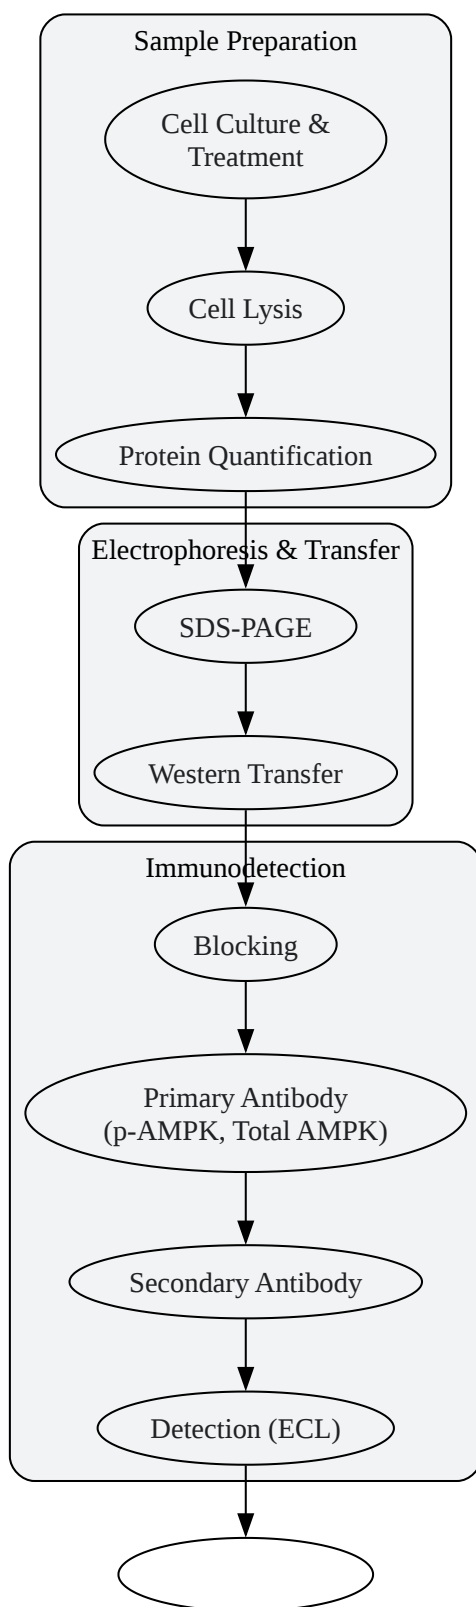 Sample Preparation
Cell Culture &
Treatment
Cell Lysis
Protein Quantification
Electrophoresis & Transfer
SDS-PAGE
Western Transfer
Immunodetection
Blocking
Primary Antibody
(p-AMPK, Total AMPK)
Secondary Antibody
Detection (ECL)